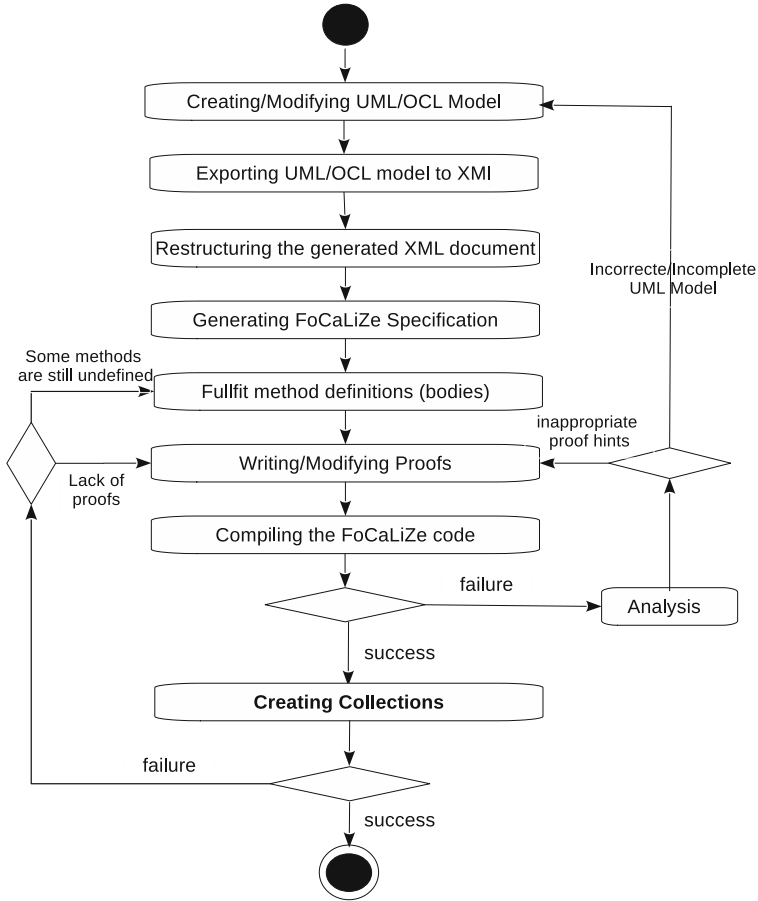 Creating/Modifying UML/OCL Model
Exporting UML/OCL model to XMI
Restructuring the generated XML document
Incorrecte/Incomplete
UML Model
Generating FoCaLiZe Specification
Some methods
are still undefined
Fullfit method definitions (bodies)
inappropriate
proof hints
Writing/Modifying Proofs
Lack of
proofs
Compiling the FoCaLiZe code
failure
Analysis
success
Creating Collections
failure
success